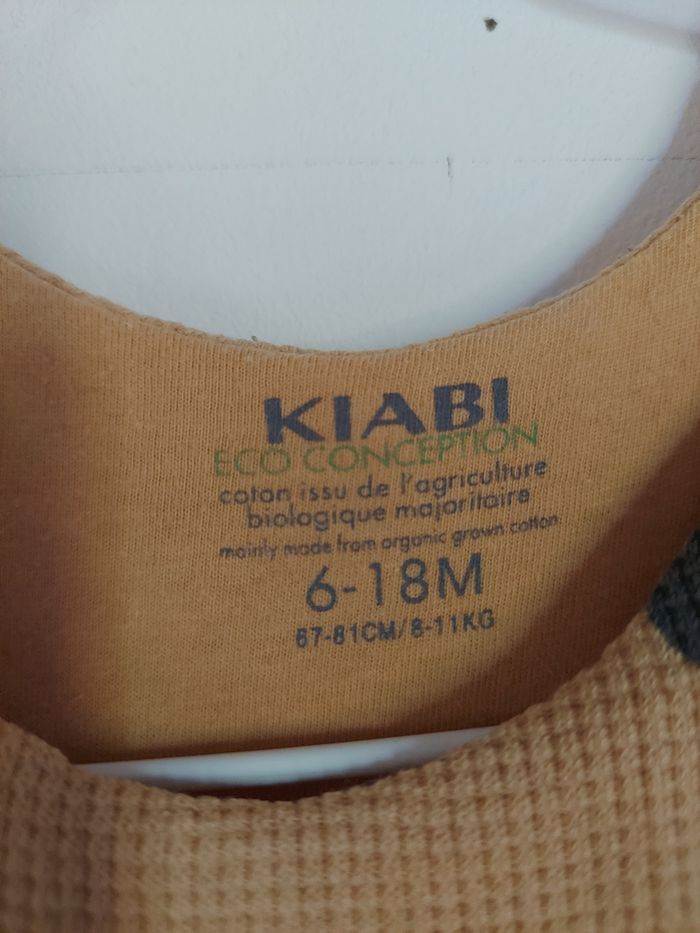 KIABI
ECO CONCEPTION
coton issu de l'agriculture
biologique majoritaire
mainly made from organic grown cotton
6-18M
67-81CM/8-11KG